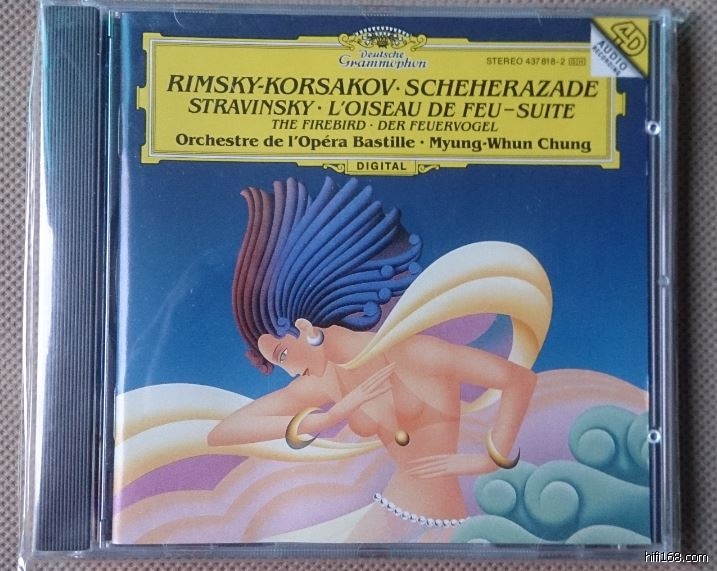 Deutsche
Grammophon
STEREO 437 818-2 GH
4D
AUDIO
RECORDING
RIMSKY-KORSAKOV · SCHEHERAZADE
STRAVINSKY · L'OISEAU DE FEU – SUITE
THE FIREBIRD · DER FEUERVOGEL
Orchestre de l'Opéra Bastille · Myung-Whun Chung
DIGITAL
hifi168.com